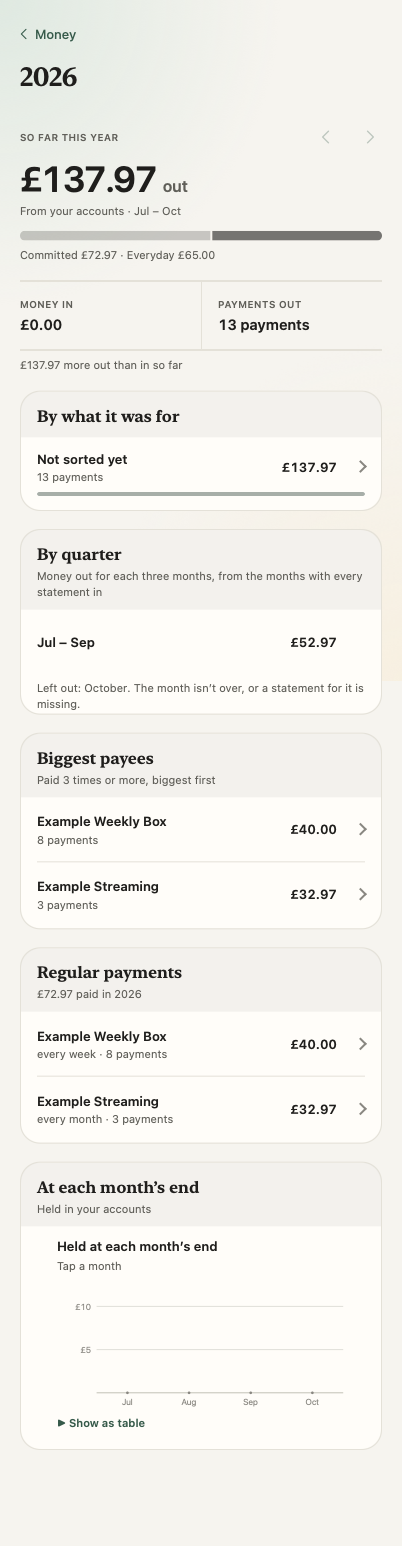 Money
2026
SO FAR THIS YEAR
£137.97 out
From your accounts · Jul – Oct
Committed £72.97 · Everyday £65.00
MONEY IN
£0.00
PAYMENTS OUT
13 payments
£137.97 more out than in so far
By what it was for
Not sorted yet
£137.97
13 payments
By quarter
Money out for each three months, from the months with every
statement in
Jul – Sep
£52.97
Left out: October. The month isn’t over, or a statement for it is
missing.
Biggest payees
Paid 3 times or more, biggest first
Example Weekly Box
£40.00
8 payments
Example Streaming
£32.97
3 payments
Regular payments
£72.97 paid in 2026
Example Weekly Box
£40.00
every week · 8 payments
Example Streaming
£32.97
every month · 3 payments
At each month’s end
Held in your accounts
Held at each month’s end
Tap a month
£10
£5
Jul Aug Sep Oct
Show as table